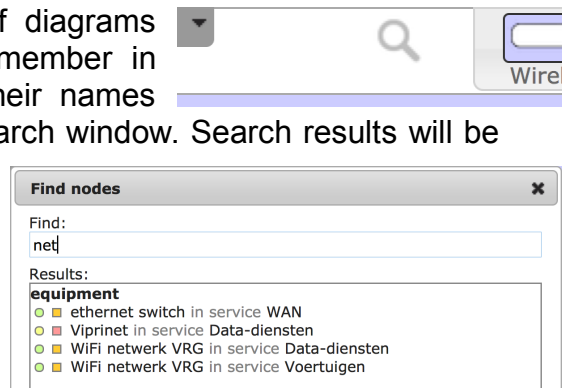 f diagrams
member in
heir names
Wirel
arch window. Search results will be
Find nodes
Find:
net
Results:
equipment
ethernet switch in service WAN
Viprinet in service Data-diensten
WiFi netwerk VRG in service Data-diensten
WiFi netwerk VRG in service Voertuigen